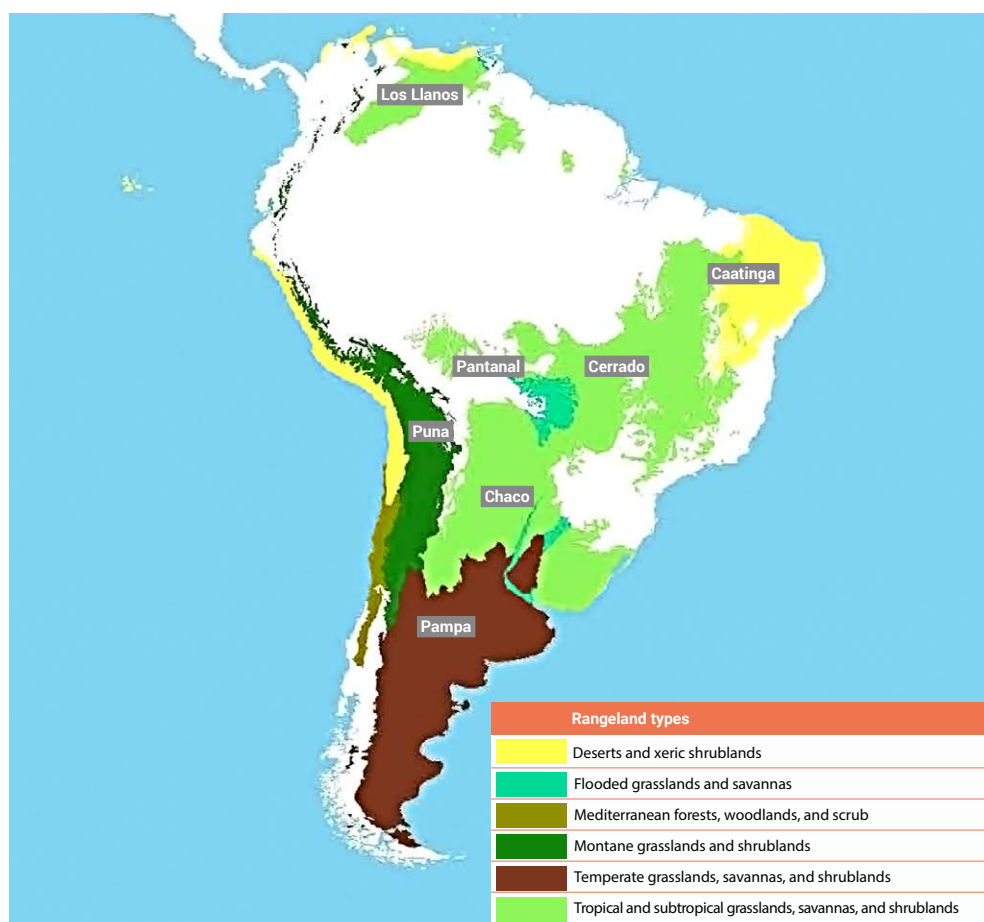 Los Llanos
Caatinga
Pantanal
Cerrado
Puna
Chaco
Pampa
Rangeland types
Deserts and xeric shrublands
Flooded grasslands and savannas
Mediterranean forests, woodlands, and scrub
Montane grasslands and shrublands
Temperate grasslands, savannas, and shrublands
Tropical and subtropical grasslands, savannas, and shrublands